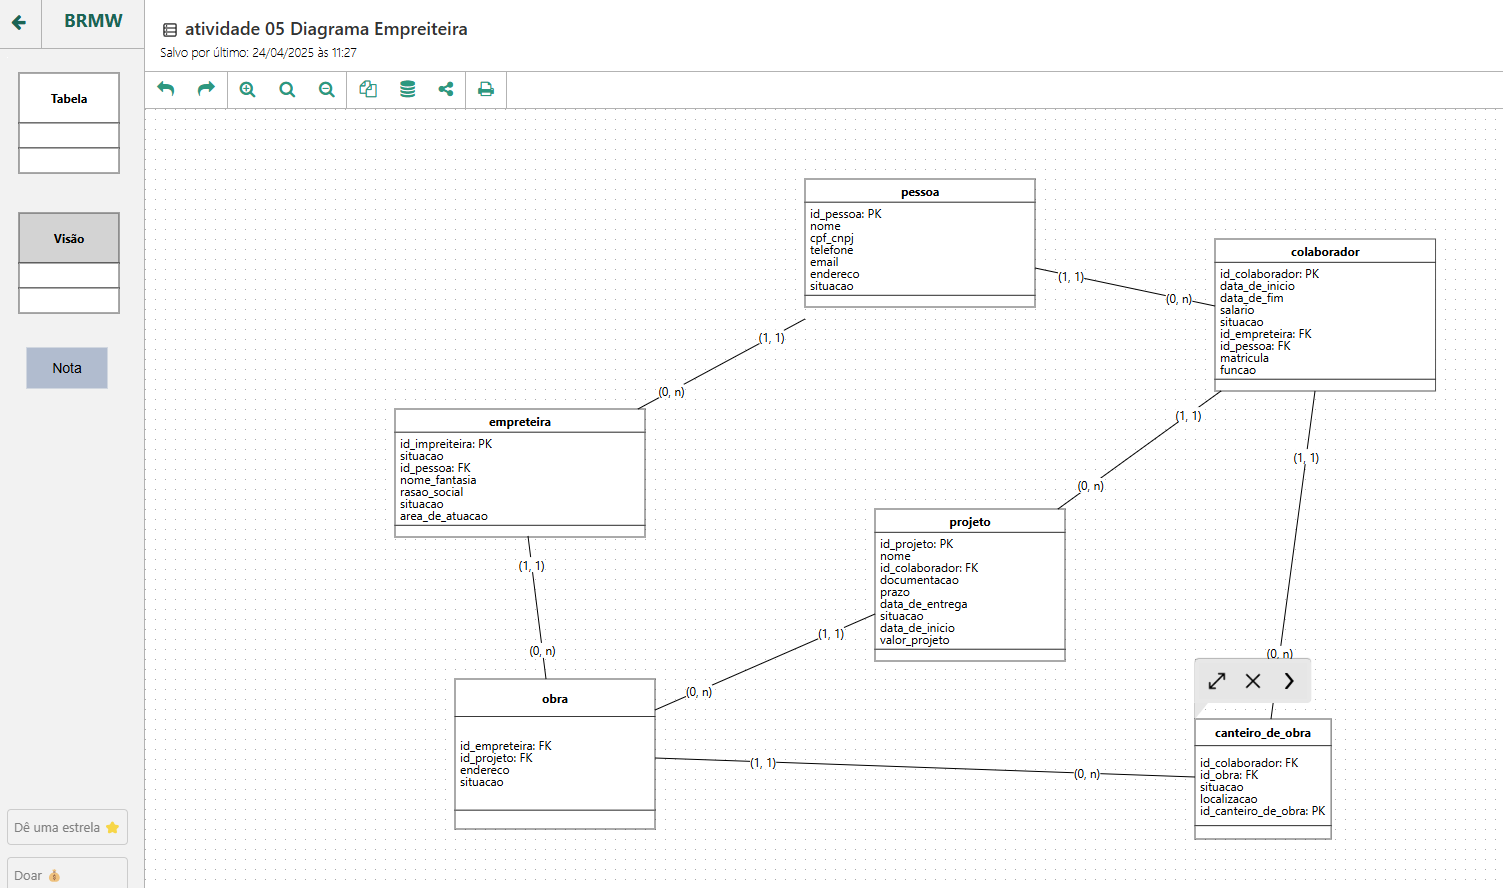 BRMW
atividade 05 Diagrama Empreiteira
Salvo por último: 24/04/2025 às 11:27
Tabela
Visão
Nota
Dê uma estrela
Doar
pessoa
id_pessoa: PK
nome
cpf_cnpj
telefone
email
endereco
situacao
(1, 1)
(0, n)
colaborador
id_colaborador: PK
data_de_inicio
data_de_fim
salario
situacao
id_empreteira: FK
id_pessoa: FK
matricula
funcao
(1, 1)
(0, n)
empreteira
id_impreiteira: PK
situacao
id_pessoa: FK
nome_fantasia
rasao_social
situacao
area_de_atuacao
(1, 1)
(0, n)
(1, 1)
(0, n)
projeto
id_projeto: PK
nome
id_colaborador: FK
documentacao
prazo
data_de_entrega
situacao
data_de_inicio
valor_projeto
(1, 1)
(0, n)
(1, 1)
(0, n)
obra
id_empreteira: FK
id_projeto: FK
endereco
situacao
(1, 1)
(0, n)
canteiro_de_obra
id_colaborador: FK
id_obra: FK
situacao
localizacao
id_canteiro_de_obra: PK